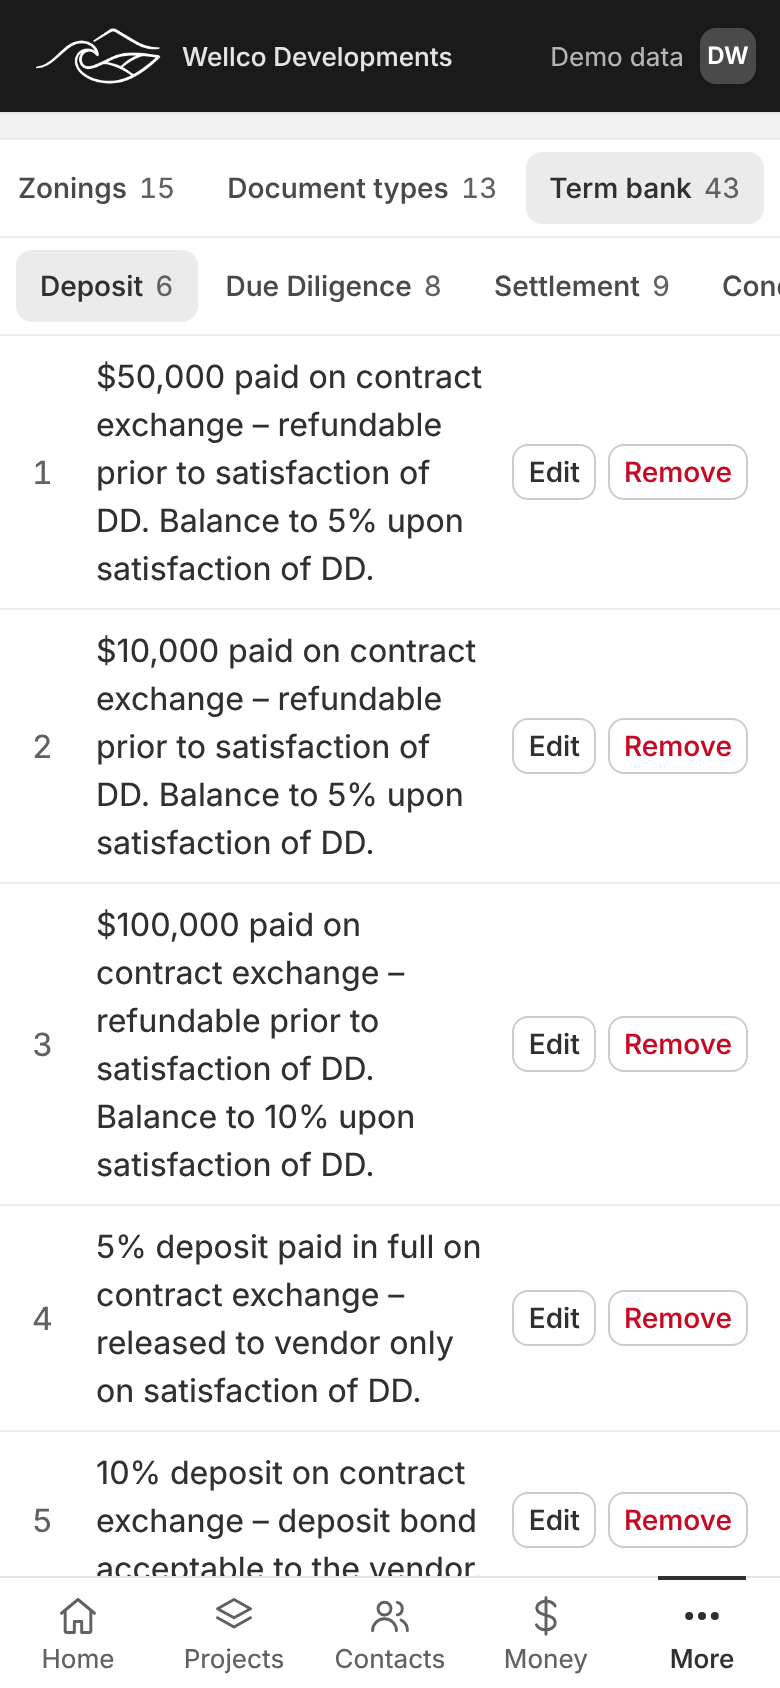 Wellco Developments Demo data DW
Zonings 15 Document types 13 Term bank 43
Deposit 6 Due Diligence 8 Settlement 9
$50,000 paid on contract
exchange – refundable
1 prior to satisfaction of Edit Remove
DD. Balance to 5% upon
satisfaction of DD.
$10,000 paid on contract
exchange – refundable
2 prior to satisfaction of Edit Remove
DD. Balance to 5% upon
satisfaction of DD.
$100,000 paid on
contract exchange –
refundable prior to
3 satisfaction of DD. Edit Remove
Balance to 10% upon
satisfaction of DD.
5% deposit paid in full on
contract exchange –
4 released to vendor only Edit Remove
on satisfaction of DD.
10% deposit on contract
5 exchange – deposit bond Edit Remove
acceptable to the vendor.
Home Projects Contacts Money More